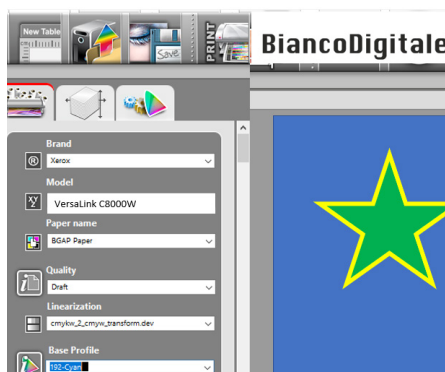 New Table
Save
PRINT
BiancoDigitale
Brand
® Xerox
Model
xy VersaLink C8000W
Paper name
BGAP Paper
Quality
Draft
Linearization
cmykw_2_cmyw_transform.dev
Base Profile
192-Cyan